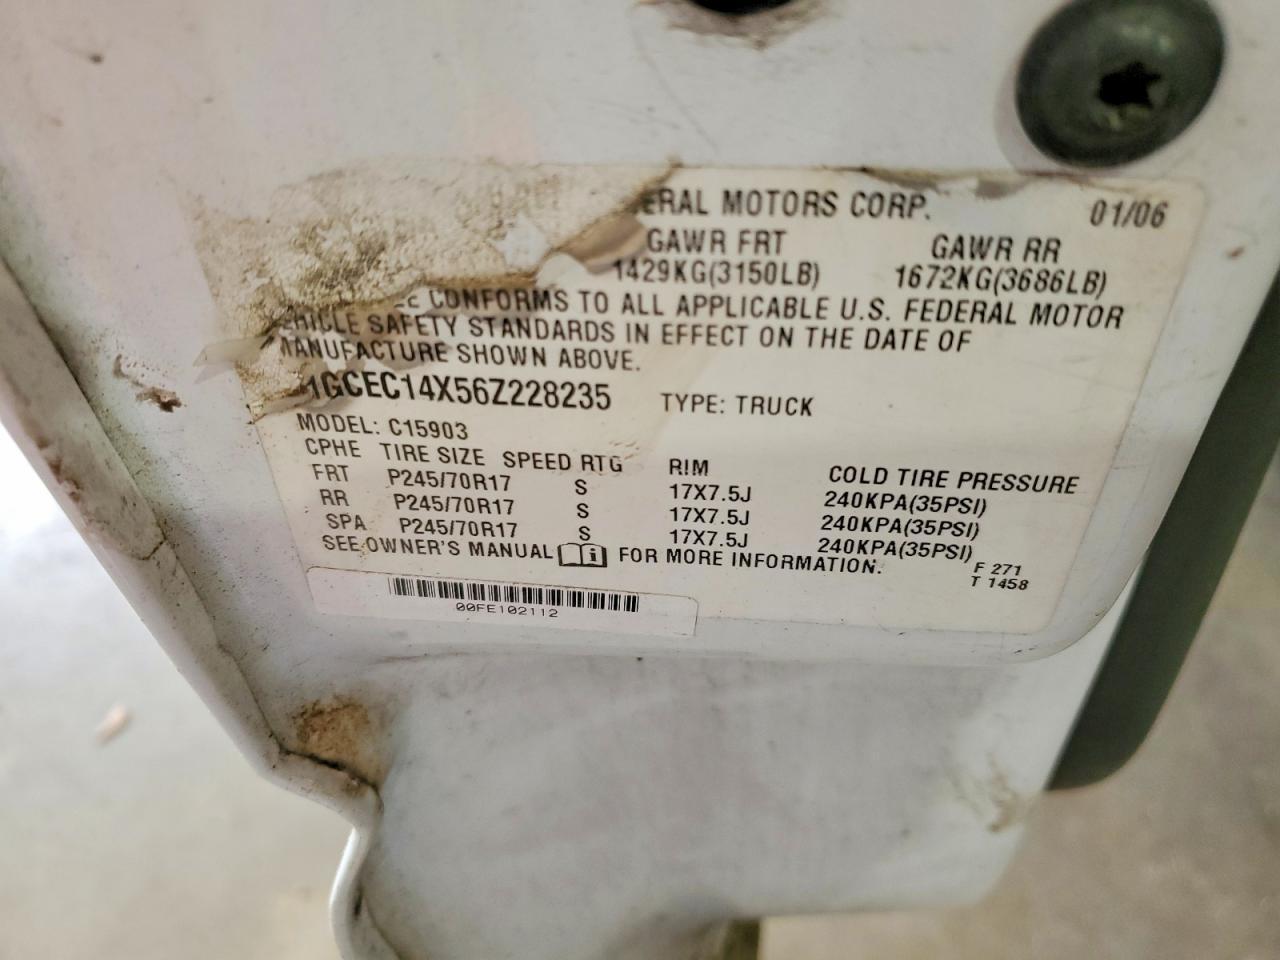 ERAL MOTORS CORP. 01/06
GAWR FRT GAWR RR
1429KG(3150LB) 1672KG(3686LB)
CONFORMS TO ALL APPLICABLE U.S. FEDERAL MOTOR
EHICLE SAFETY STANDARDS IN EFFECT ON THE DATE OF
MANUFACTURE SHOWN ABOVE.
1GCEC14X56Z228235 TYPE: TRUCK
MODEL: C15903
CPHE TIRE SIZE SPEED RTG RIM COLD TIRE PRESSURE
FRT P245/70R17 S 17X7.5J 240KPA(35PSI)
RR P245/70R17 S 17X7.5J 240KPA(35PSI)
SPA P245/70R17 S 17X7.5J 240KPA(35PSI)
SEE OWNER'S MANUAL FOR MORE INFORMATION.
F 271
T 1458
00FE102112